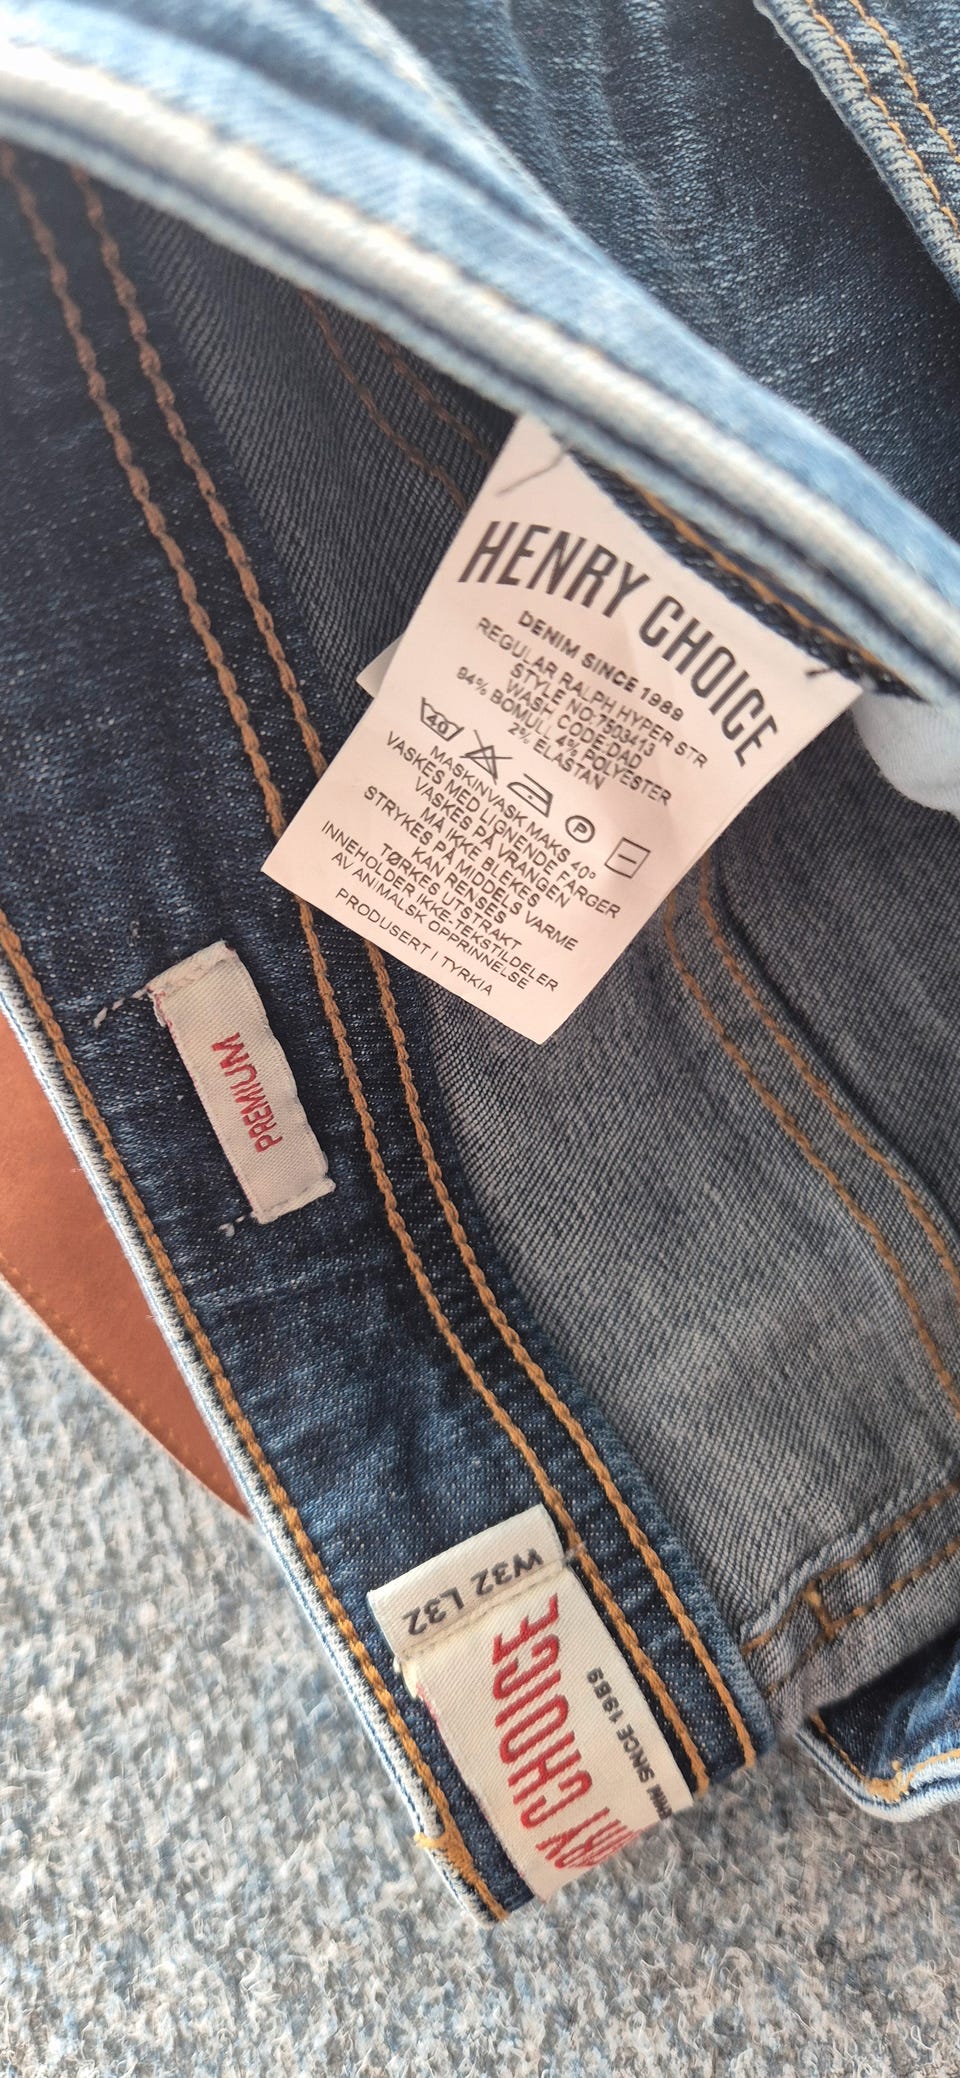 HENRY CHOICE
DENIM SINCE 1989
REGULAR RALPH HYPER STR
STYLE NO:7503413
WASH CODE:DAD
94% BOMULL 4% POLYESTER
2% ELASTAN
40
P
MASKINVASK MAKS 40°
VASKES MED LIGNENDE FARGER
VASKES PÅ VRANGEN
MÅ IKKE BLEKES
STRYKES PÅ MIDDELS VARME
KAN RENSES
TØRKES UTSTRAKT
INNEHOLDER IKKE-TEKSTILDELER
AV ANIMALSK OPPRINNELSE
PRODUSERT I TYRKIA
PREMIUM
W32 L32
CHOICE
SINCE 1989